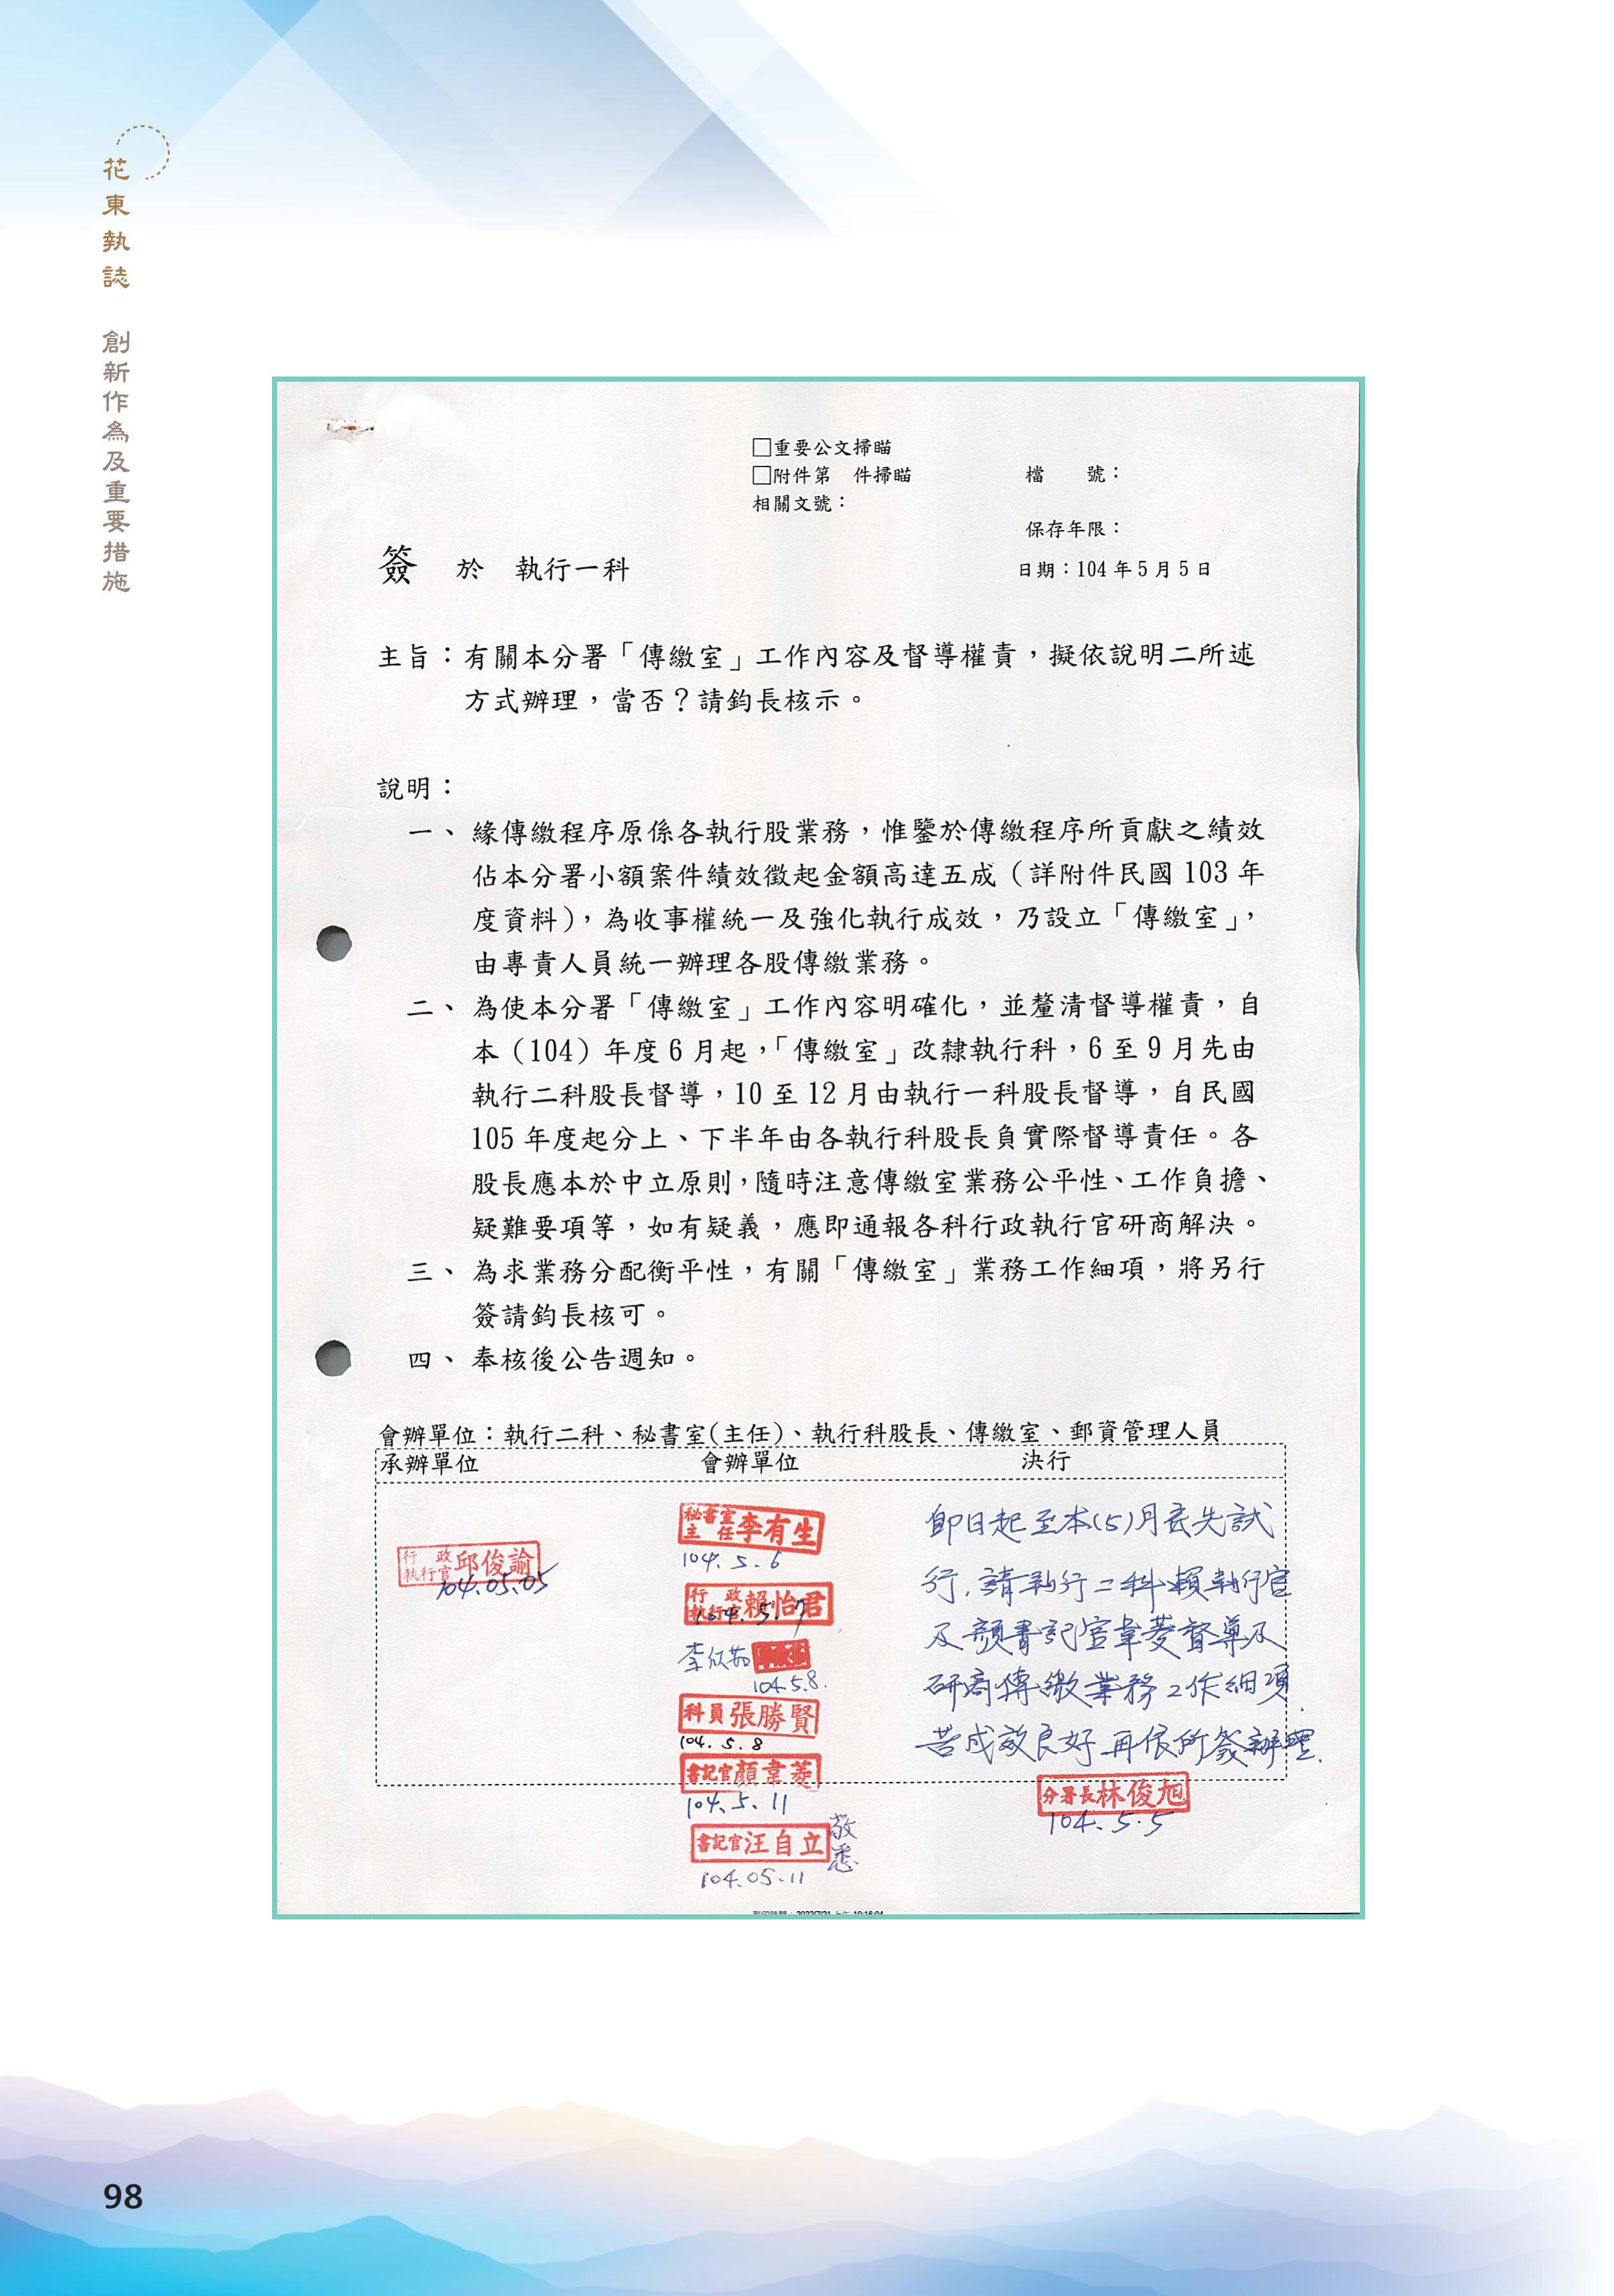 花東執誌
創新作為及重要措施
□重要公文掃瞄
□附件第　件掃瞄
相關文號：
檔　　號：
保存年限：
簽　於　執行一科
日期：104 年 5 月 5 日
主旨：有關本分署「傳繳室」工作內容及督導權責，擬依說明二所述
方式辦理，當否？請鈞長核示。
說明：
一、緣傳繳程序原係各執行股業務，惟鑒於傳繳程序所貢獻之績效
佔本分署小額案件績效徵起金額高達五成（詳附件民國 103 年
度資料），為收事權統一及強化執行成效，乃設立「傳繳室」，
由專責人員統一辦理各股傳繳業務。
二、為使本分署「傳繳室」工作內容明確化，並釐清督導權責，自
本（104）年度 6 月起，「傳繳室」改隸執行科，6 至 9 月先由
執行二科股長督導，10 至 12 月由執行一科股長督導，自民國
105 年度起分上、下半年由各執行科股長負實際督導責任。各
股長應本於中立原則，隨時注意傳繳室業務公平性、工作負擔、
疑難要項等，如有疑義，應即通報各科行政執行官研商解決。
三、為求業務分配衡平性，有關「傳繳室」業務工作細項，將另行
簽請鈞長核可。
四、奉核後公告週知。
會辦單位：執行二科、秘書室(主任)、執行科股長、傳繳室、郵資管理人員
承辦單位
會辦單位
決行
行政執行官邱俊諭
104.05.05
秘書室主任李有生
104.5.6
行政執行官賴怡君
104.5.7
104.5.8.
科員張勝賢
104.5.8
書記官顏韋菱
104.5.11
書記官汪自立
敬悉
104.05.11
即日起至本(5)月底先試
行，請執行二科賴執行官
及顏書記官韋菱督導及
研商傳繳業務工作細項．
若成效良好再依所簽辦理．
分署長林俊旭
104.5.5
98